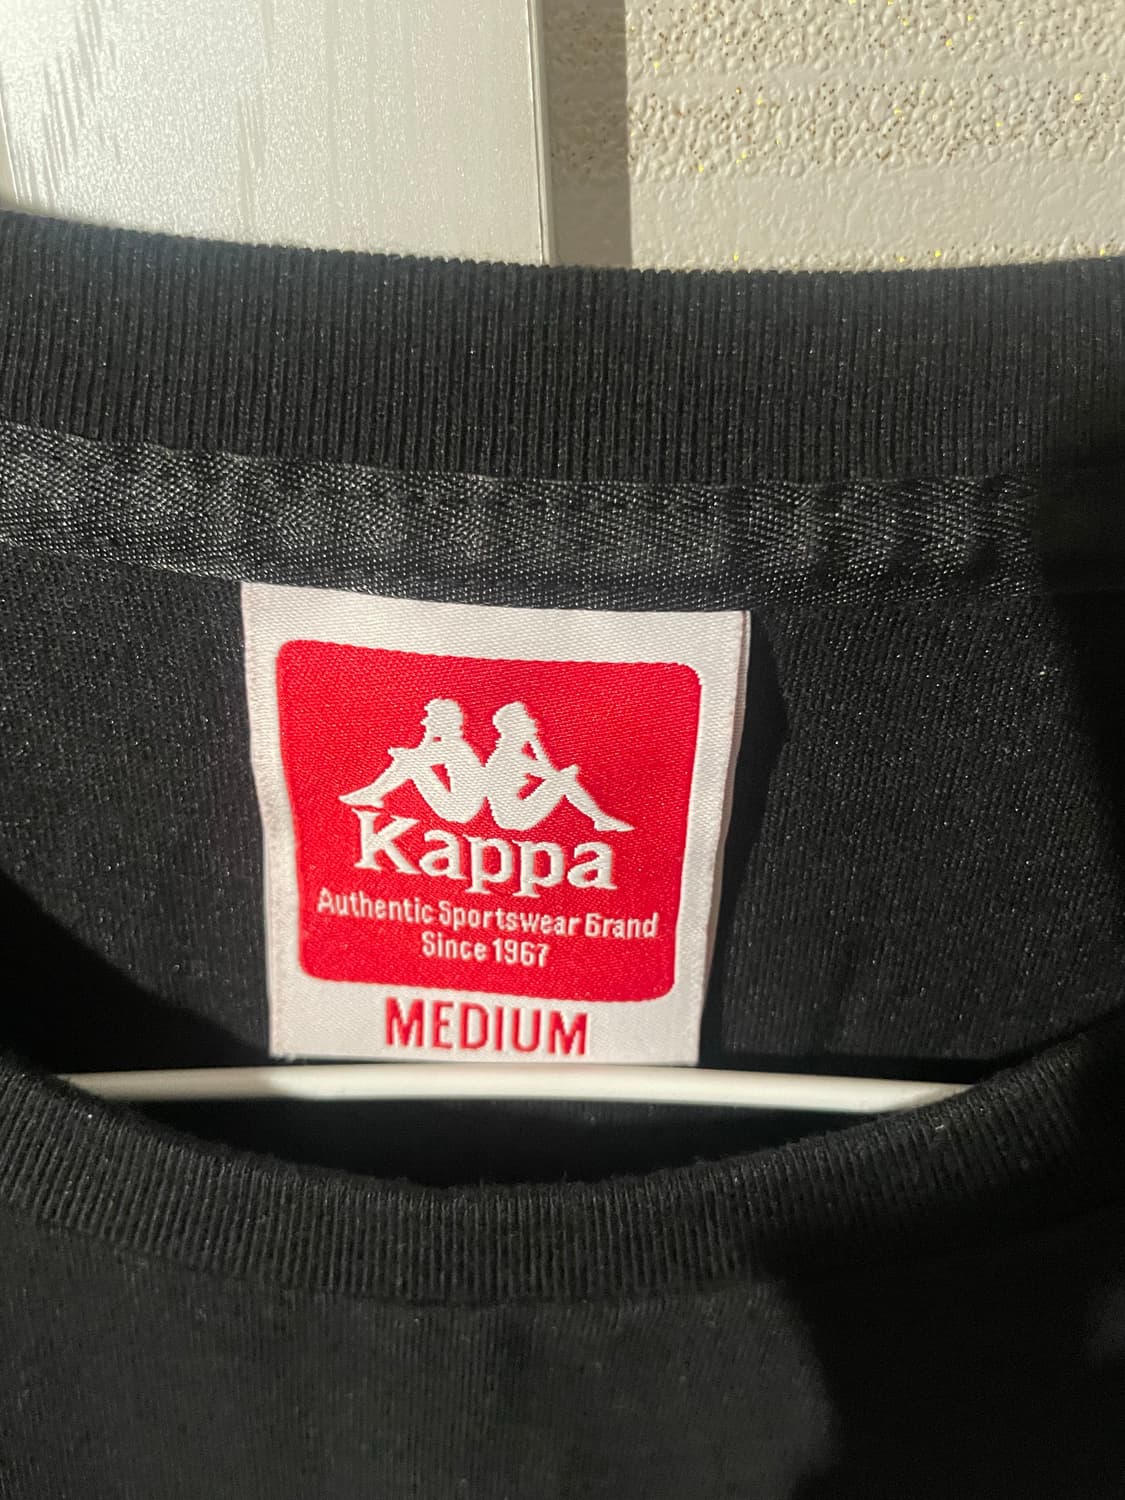 Kappa
Authentic Sportswear Brand
Since 1967
MEDIUM